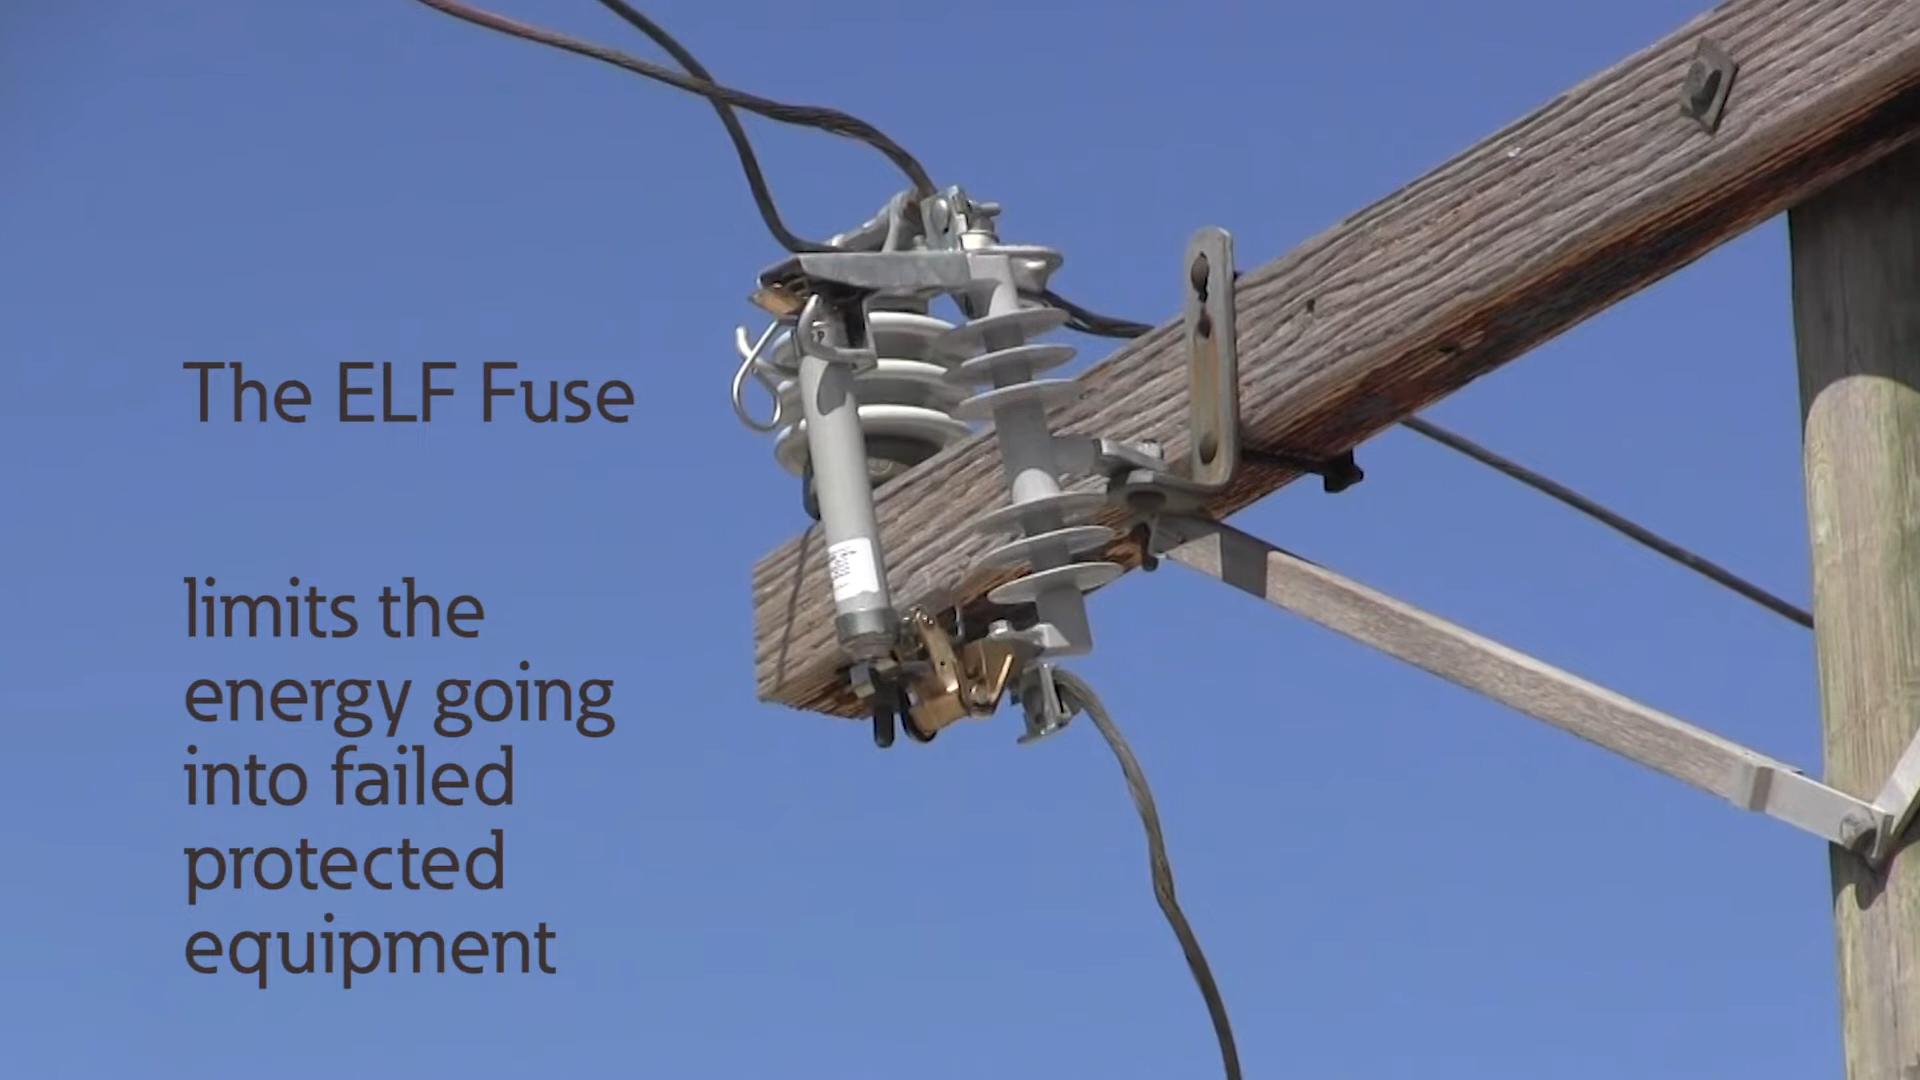 The ELF Fuse
limits the
energy going
into failed
protected
equipment